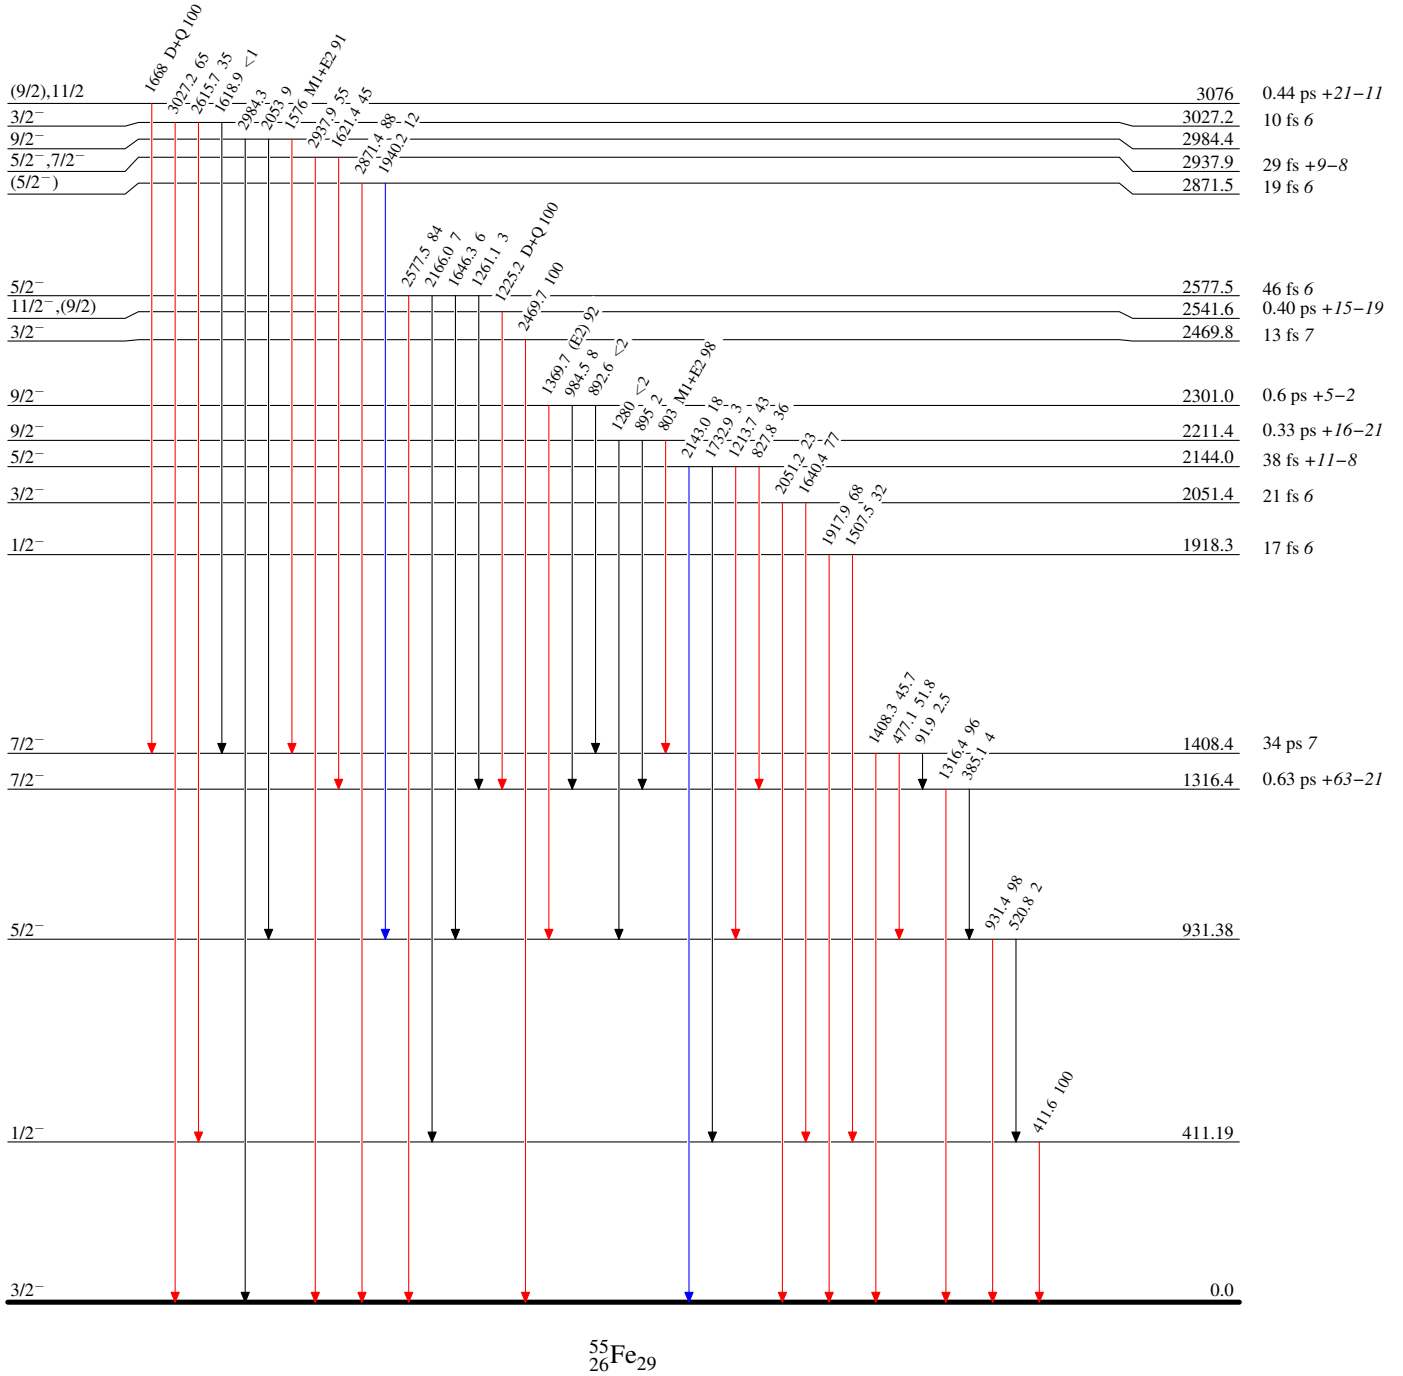 1668 D+Q 100
3027.2 65
2615.7 35
1618.9 <1
2984.3
2053 9
1576 M1+E2 91
2937.9 55
1621.4 45
2871.4 88
1940.2 12
(9/2),11/2 3076 0.44 ps +21−11
3/2− 3027.2 10 fs 6
9/2− 2984.4
5/2−,7/2− 2937.9 29 fs +9−8
(5/2−) 2871.5 19 fs 6
2577.5 84
2166.0 7
1646.3 6
1261.1 3
1225.2 D+Q 100
2469.7 100
5/2− 2577.5 46 fs 6
11/2−,(9/2) 2541.6 0.40 ps +15−19
3/2− 2469.8 13 fs 7
1369.7 (E2) 92
984.5 8
892.6 <2
1280 <2
895 2
803 M1+E2 98
9/2− 2301.0 0.6 ps +5−2
2143.0 18
1732.9 3
1213.7 43
827.8 36
9/2− 2211.4 0.33 ps +16−21
5/2− 2144.0 38 fs +11−8
2051.2 23
1640.4 77
3/2− 2051.4 21 fs 6
1917.9 68
1507.5 32
1/2− 1918.3 17 fs 6
1408.3 45.7
477.1 51.8
91.9 2.5
7/2− 1408.4 34 ps 7
1316.4 96
385.1 4
7/2− 1316.4 0.63 ps +63−21
931.4 98
520.8 2
5/2− 931.38
411.6 100
1/2− 411.19
3/2− 0.0
55
26Fe29